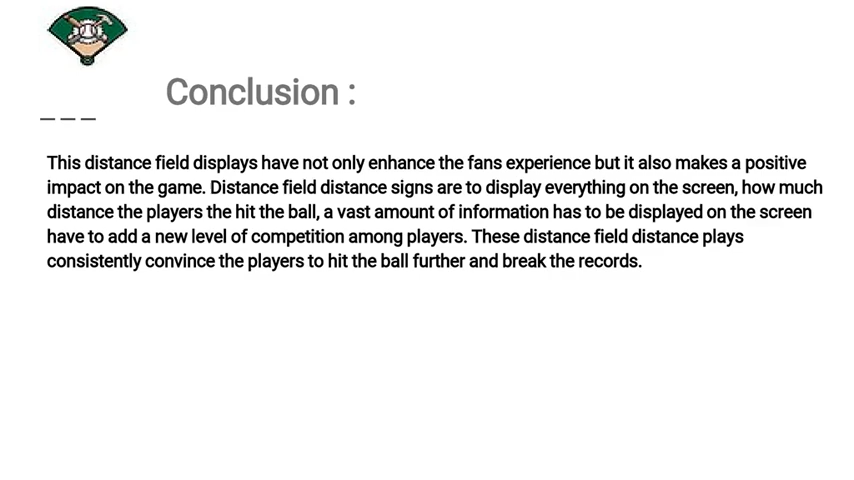 Conclusion :
This distance field displays have not only enhance the fans experience but it also makes a positive
impact on the game. Distance field distance signs are to display everything on the screen, how much
distance the players the hit the ball, a vast amount of information has to be displayed on the screen
have to add a new level of competition among players. These distance field distance plays
consistently convince the players to hit the ball further and break the records.